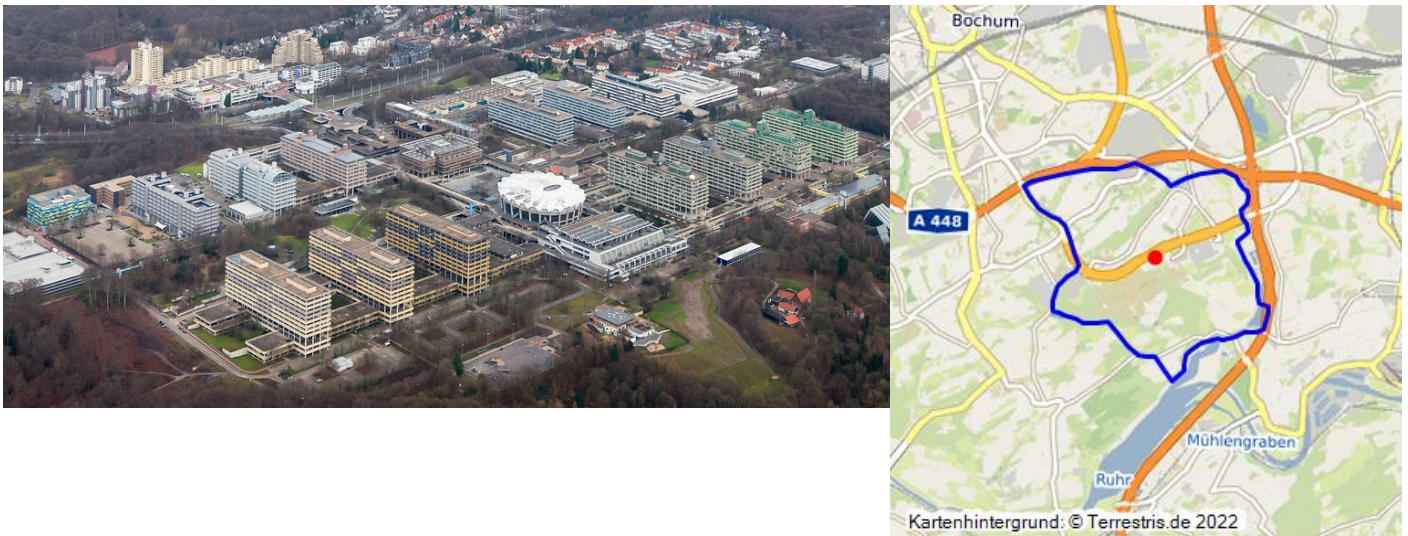 Bochum
A 448
Mühlengraben
Ruhr
Kartenhintergrund: © Terrestris.de 2022